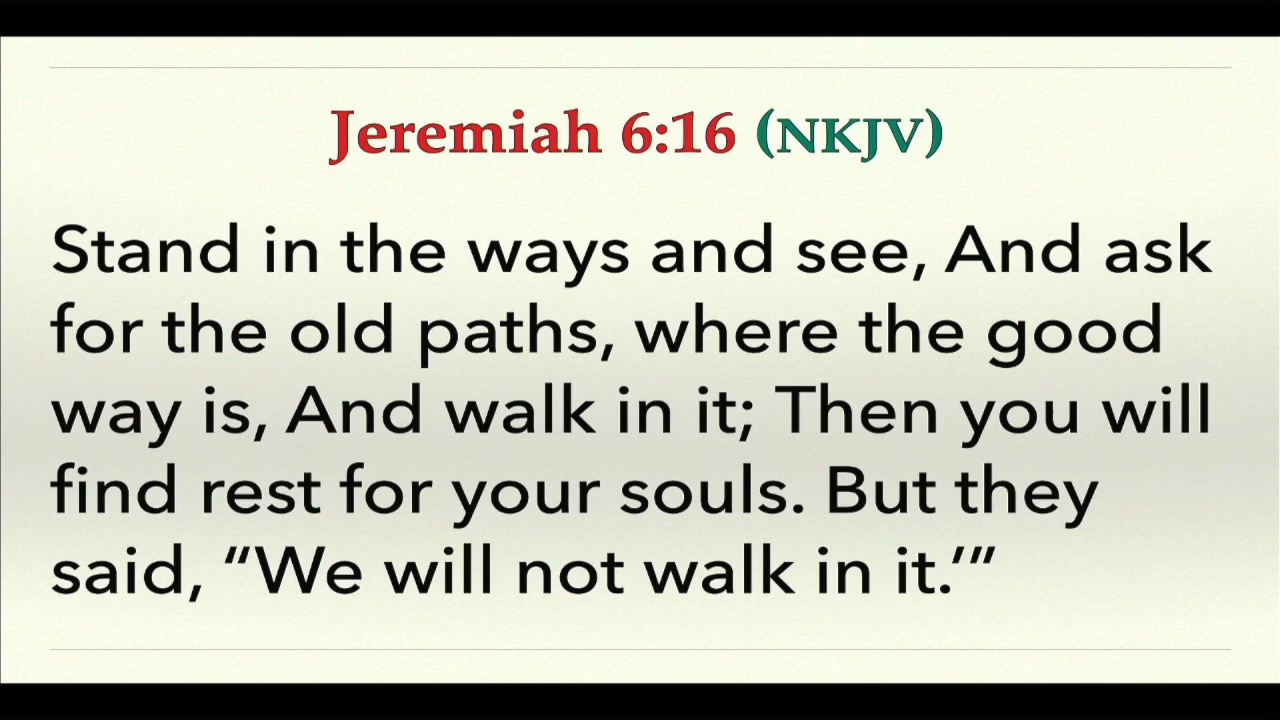 Jeremiah 6:16 (NKJV)
Stand in the ways and see, And ask
for the old paths, where the good
way is, And walk in it; Then you will
find rest for your souls. But they
said, “We will not walk in it.’”